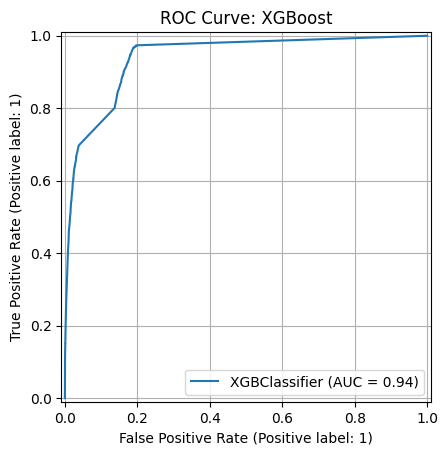 ROC Curve: XGBoost
1.0
0.8
0.6
0.4
0.2
0.0
True Positive Rate (Positive label: 1)
XGBClassifier (AUC = 0.94)
0.0 0.2 0.4 0.6 0.8 1.0
False Positive Rate (Positive label: 1)